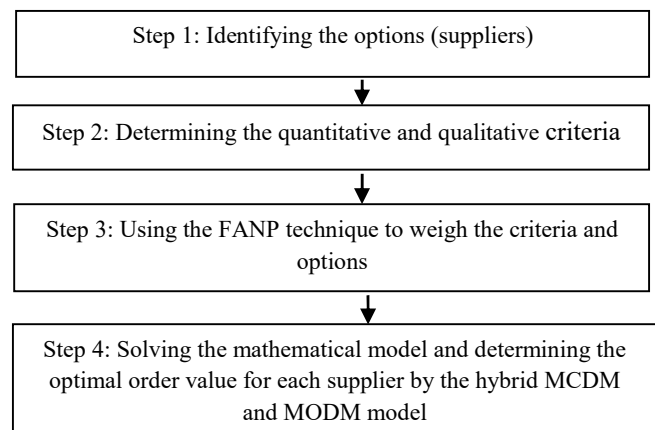 Step 1: Identifying the options (suppliers)
Step 2: Determining the quantitative and qualitative criteria
Step 3: Using the FANP technique to weigh the criteria and
options
Step 4: Solving the mathematical model and determining the
optimal order value for each supplier by the hybrid MCDM
and MODM model